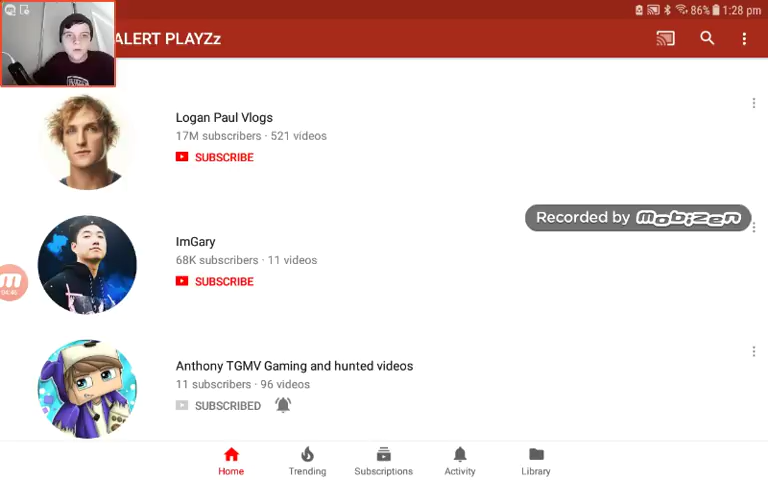 86% 1:28 pm
ALERT PLAYZz
Logan Paul Vlogs
17M subscribers · 521 videos
SUBSCRIBE
Recorded by MOBIZEN
ImGary
68K subscribers · 11 videos
SUBSCRIBE
Anthony TGMV Gaming and hunted videos
11 subscribers · 96 videos
SUBSCRIBED
Home Trending Subscriptions Activity Library